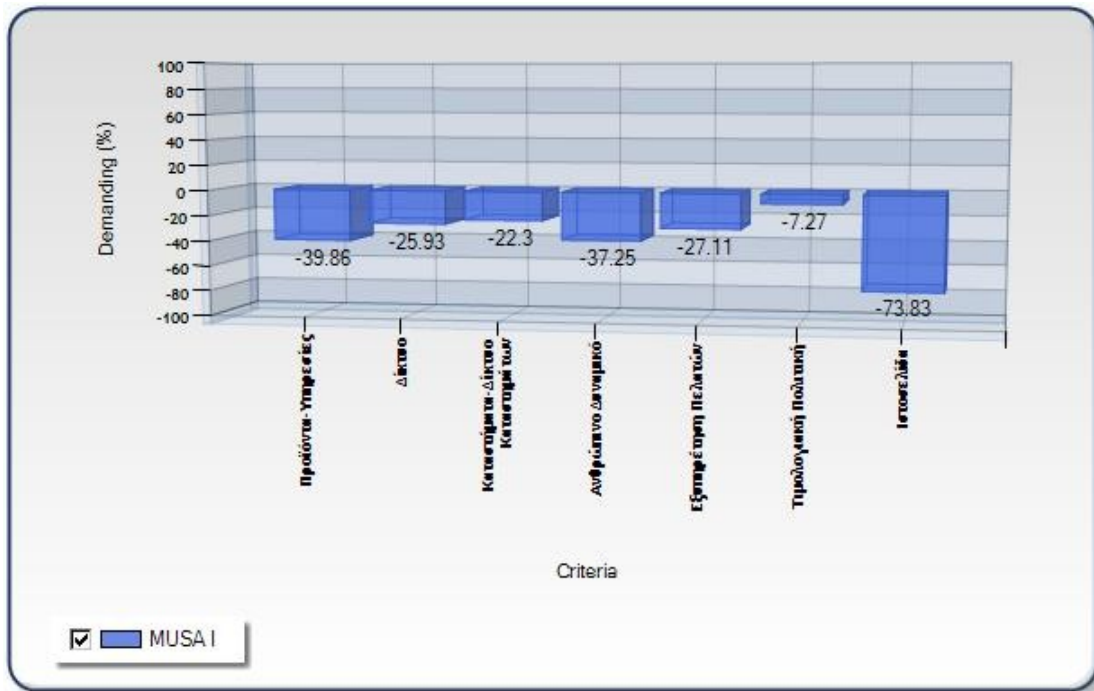 Demanding (%)
100
80
60
40
20
0
-20
-40
-60
-80
-100
-39.86
-25.93
-22.3
-37.25
-27.11
-7.27
-73.83
Προϊόντα-Υπηρεσίες
Δίκτυο
Καταστήματα-Δίκτυο
Καταστημάτων
Ανθρώπινο Δυναμικό
Εξυπηρέτηση Πελατών
Τιμολογιακή Πολιτική
Ιστοσελίδα
Criteria
MUSA I